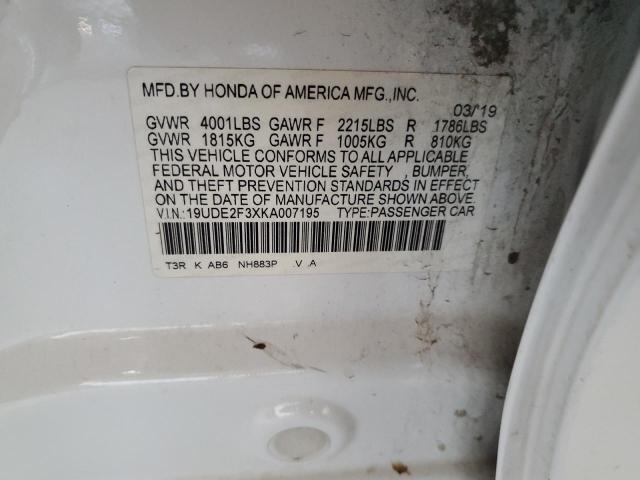 MFD.BY HONDA OF AMERICA MFG.,INC.
03/'19
GVWR 4001LBS GAWR F 2215LBS R 1786LBS
GVWR 1815KG GAWR F 1005KG R 810KG
THIS VEHICLE CONFORMS TO ALL APPLICABLE
FEDERAL MOTOR VEHICLE SAFETY , BUMPER,
AND THEFT PREVENTION STANDARDS IN EFFECT
ON THE DATE OF MANUFACTURE SHOWN ABOVE.
V.I.N.:19UDE2F3XKA007195 TYPE:PASSENGER CAR
T3R K AB6 NH883P .V .A